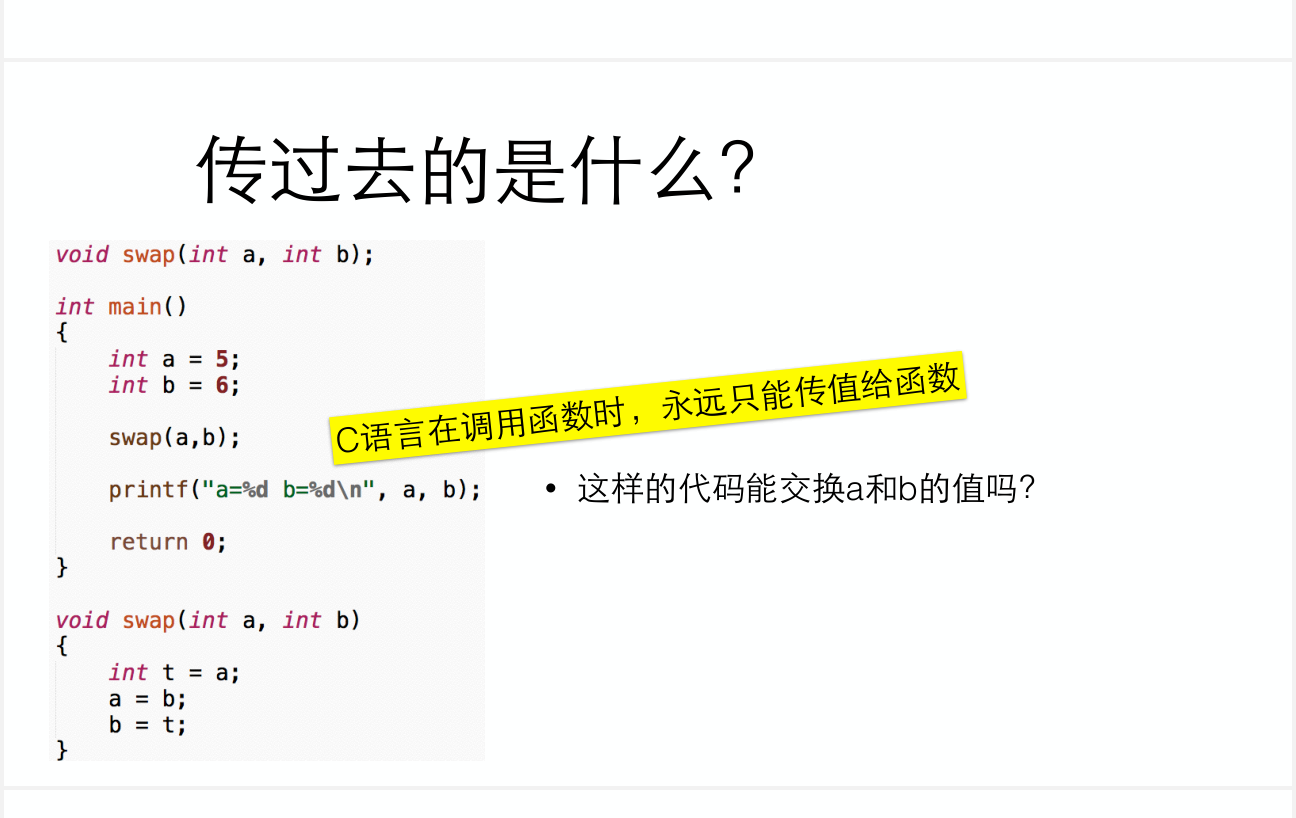 传过去的是什么?
void swap(int a, int b);
int main()
{
int a = 5;
int b = 6;
swap(a,b);
printf("a=%d b=%d\n", a, b);
return 0;
}
void swap(int a, int b)
{
int t = a;
a = b;
b = t;
}
C语言在调用函数时，永远只能传值给函数
• 这样的代码能交换a和b的值吗?